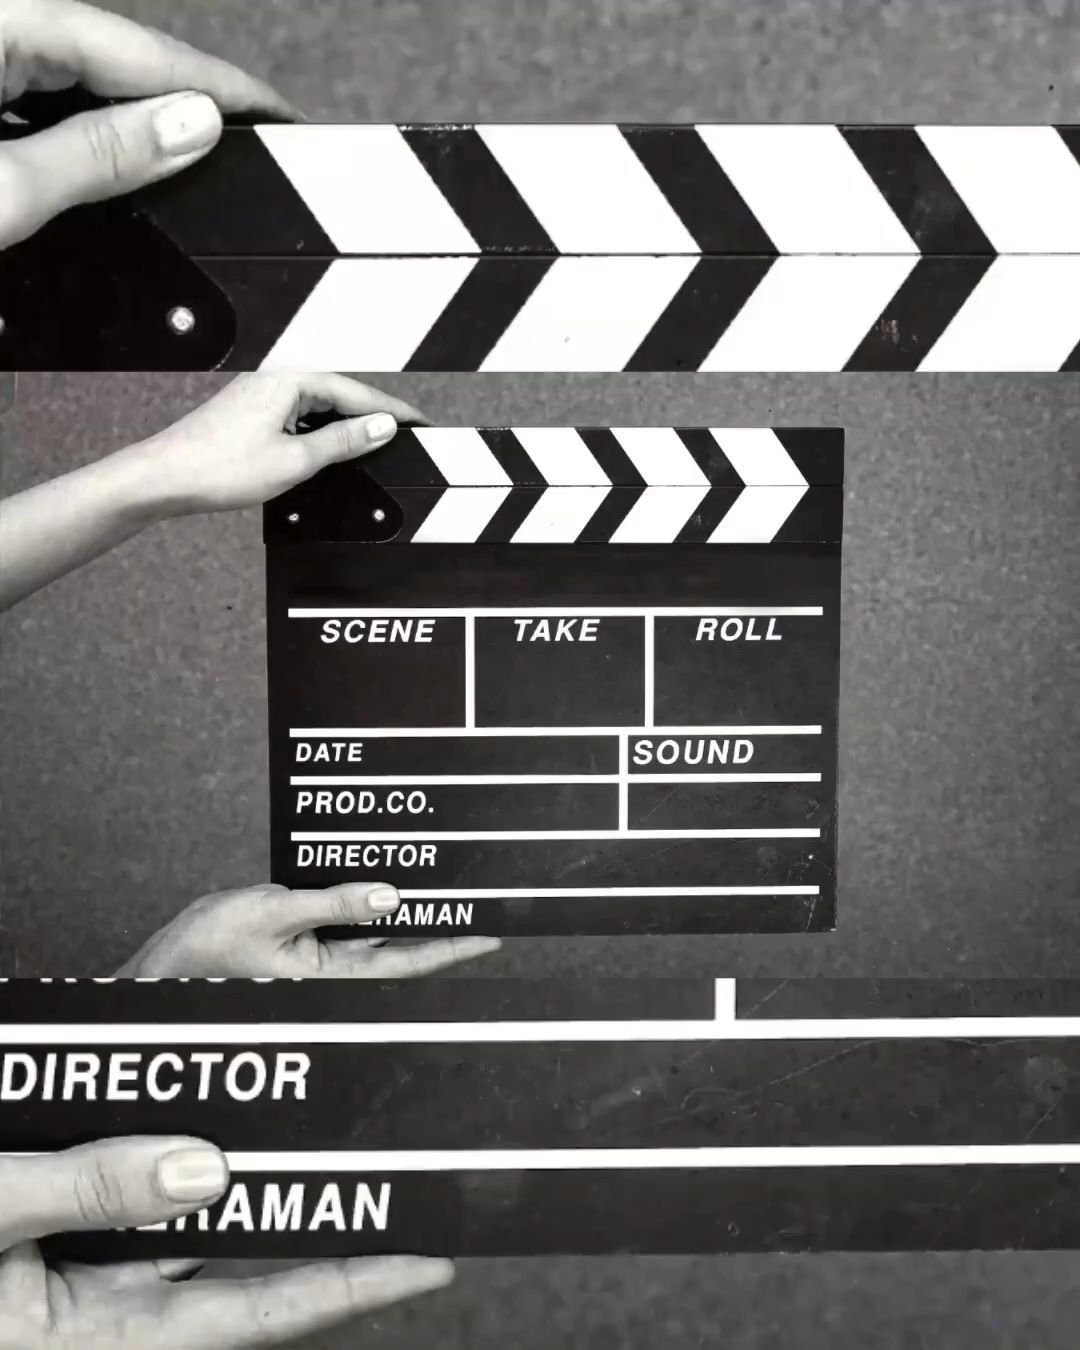 SCENE TAKE ROLL
DATE SOUND
PROD.CO.
DIRECTOR
DIRECTOR